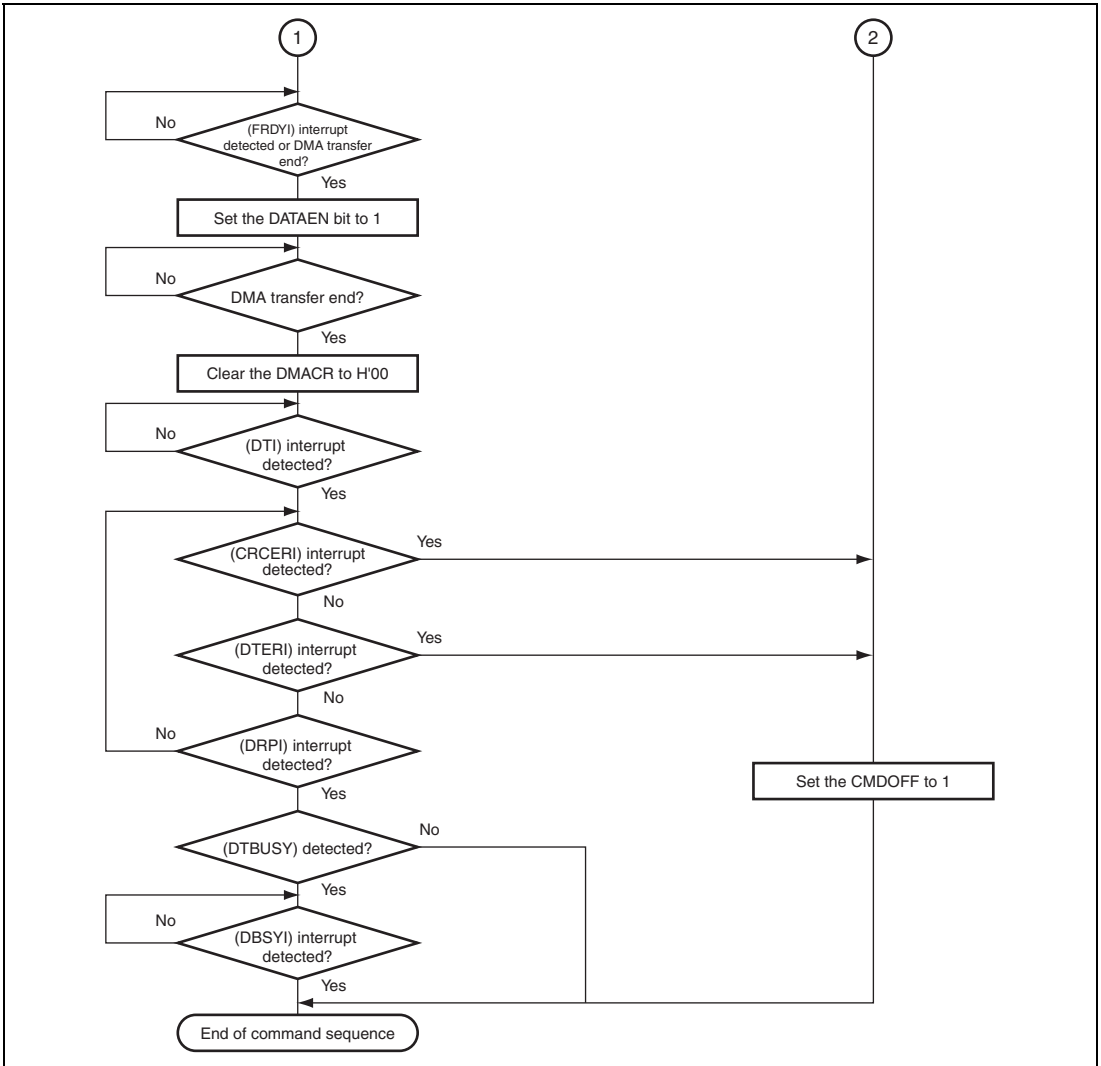 1
2
No
(FRDYI) interrupt
detected or DMA transfer
end?
Yes
Set the DATAEN bit to 1
No
DMA transfer end?
Yes
Clear the DMACR to H'00
No
(DTI) interrupt
detected?
Yes
(CRCERI) interrupt
detected?
Yes
No
(DTERI) interrupt
detected?
Yes
No
No
(DRPI) interrupt
detected?
Set the CMDOFF to 1
Yes
(DTBUSY) detected?
No
Yes
No
(DBSYI) interrupt
detected?
Yes
End of command sequence